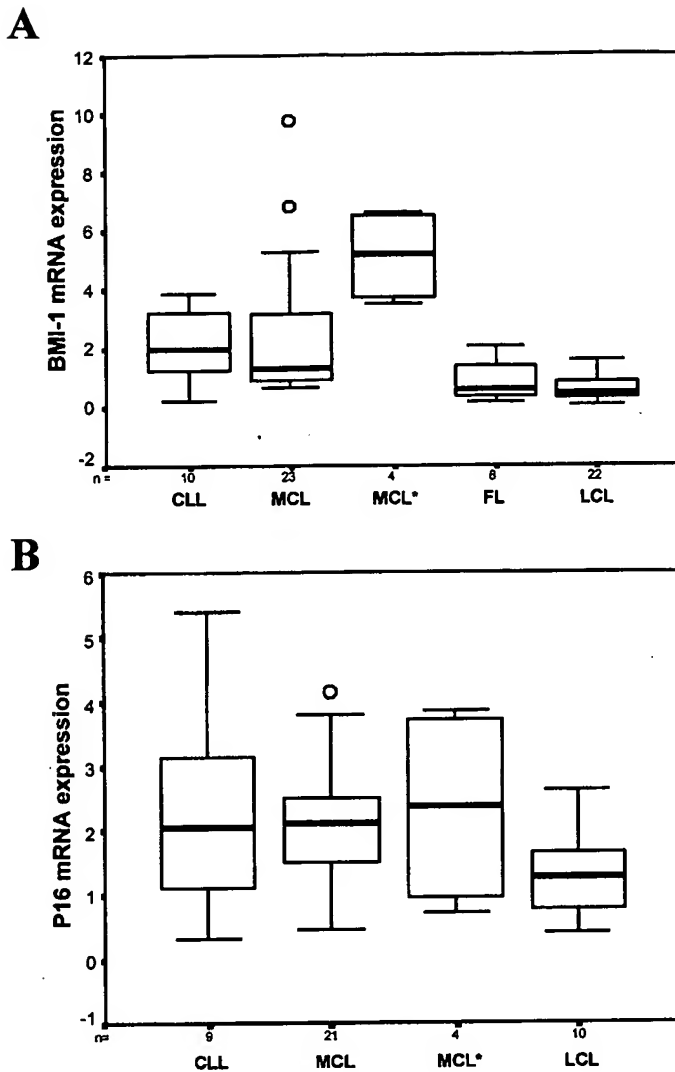 A
BMI-1 mRNA expression
12
10
8
6
4
2
0
-2
n = 10 23 4 6 22
CLL MCL MCL* FL LCL
B
P16 mRNA expression
6
5
4
3
2
1
0
-1
n= 9 21 4 10
CLL MCL MCL* LCL